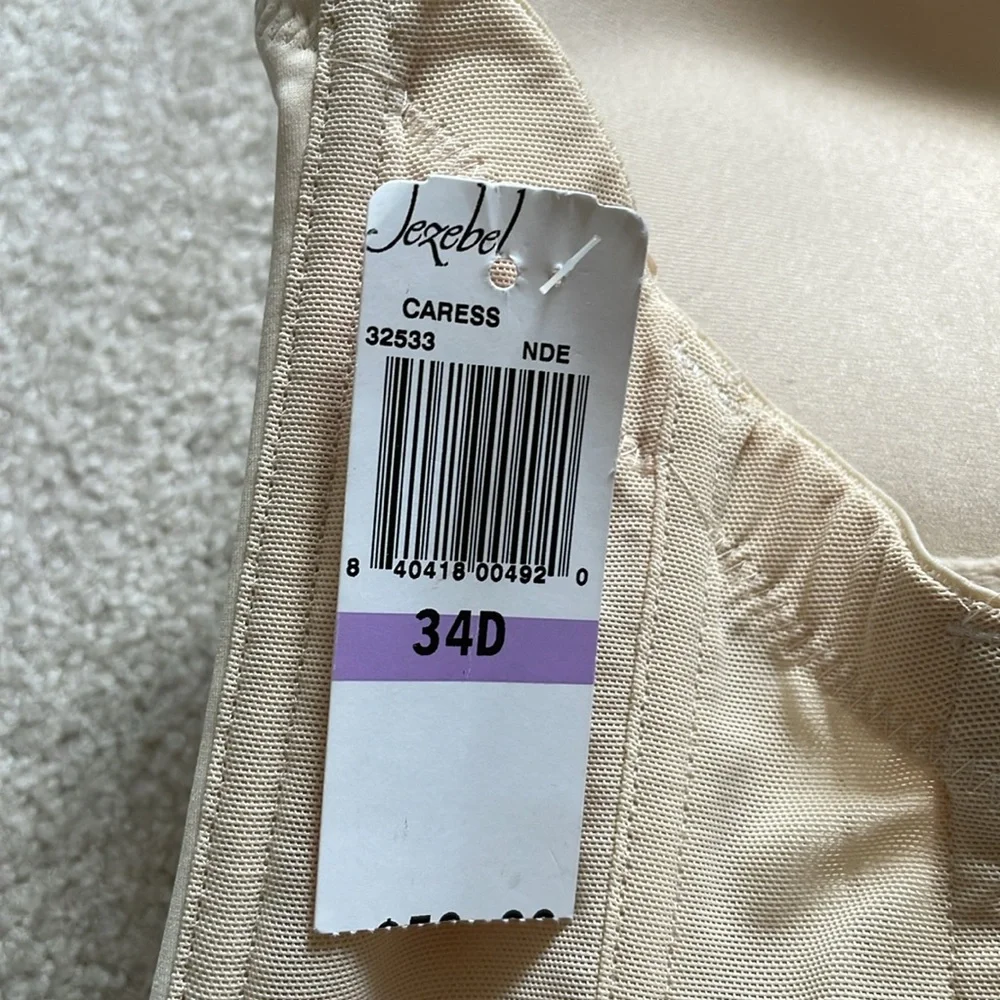 Jezebel
CARESS
32533 NDE
8 40418 00492 0
34D